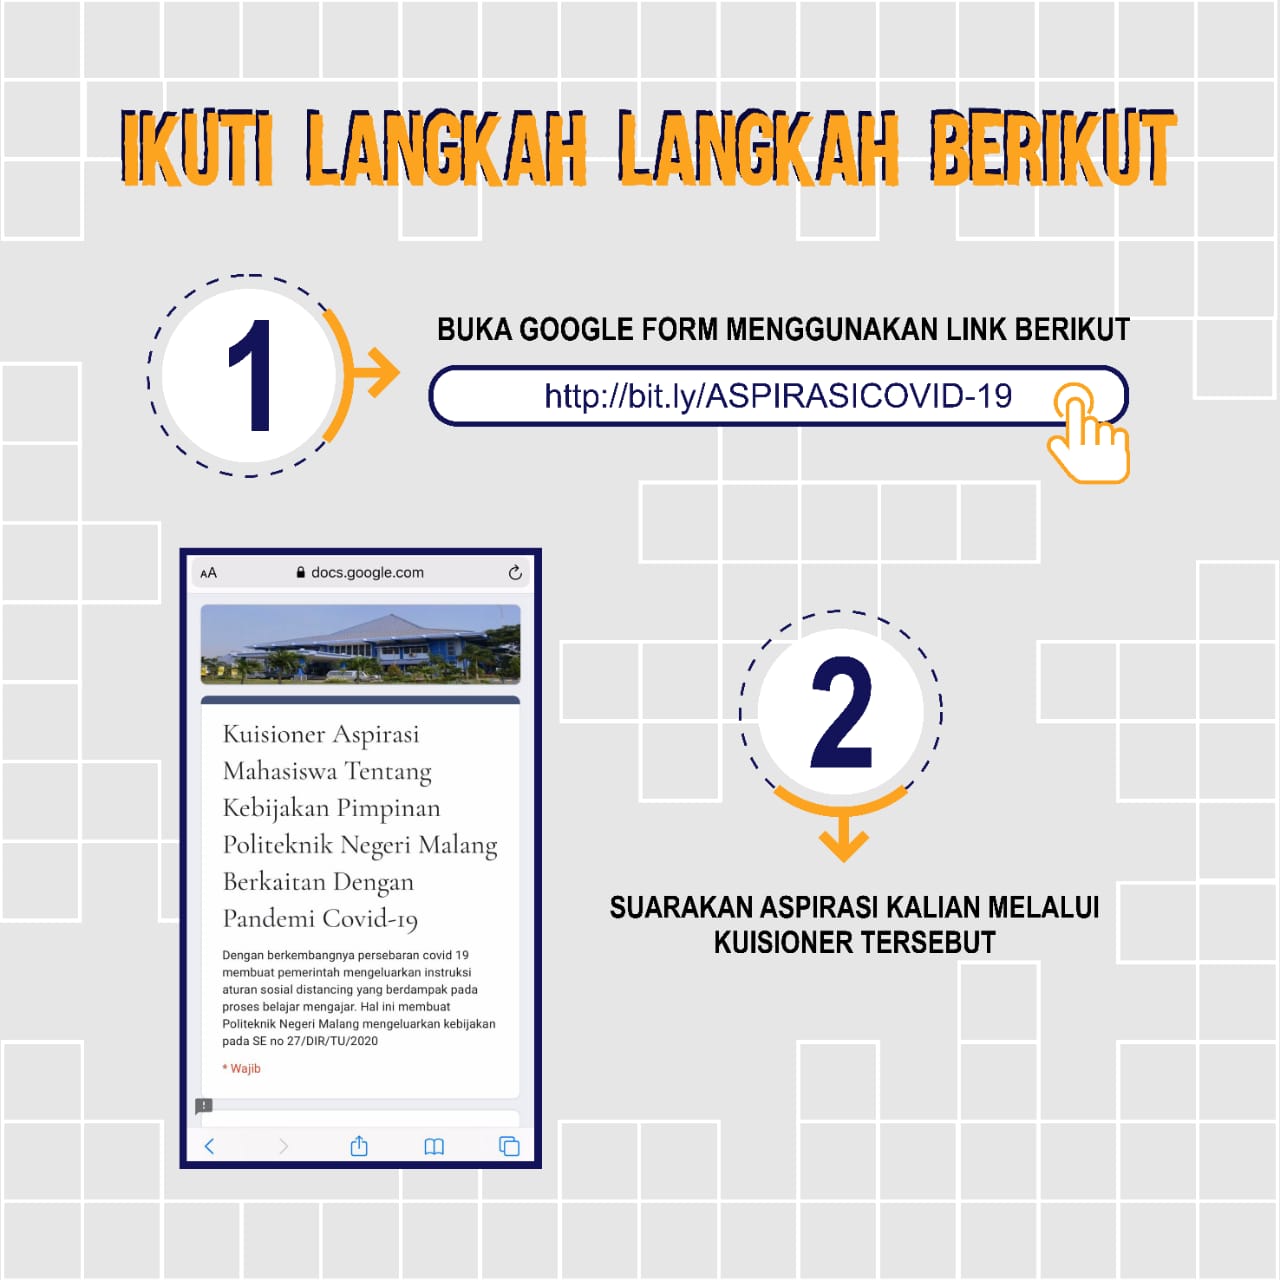 IKUTI LANGKAH LANGKAH BERIKUT
1
BUKA GOOGLE FORM MENGGUNAKAN LINK BERIKUT
http://bit.ly/ASPIRASICOVID-19
AA docs.google.com
Kuisioner Aspirasi
Mahasiswa Tentang
Kebijakan Pimpinan
Politeknik Negeri Malang
Berkaitan Dengan
Pandemi Covid-19
Dengan berkembangnya persebaran covid 19
membuat pemerintah mengeluarkan instruksi
aturan sosial distancing yang berdampak pada
proses belajar mengajar. Hal ini membuat
Politeknik Negeri Malang mengeluarkan kebijakan
pada SE no 27/DIR/TU/2020
* Wajib
2
SUARAKAN ASPIRASI KALIAN MELALUI
KUISIONER TERSEBUT